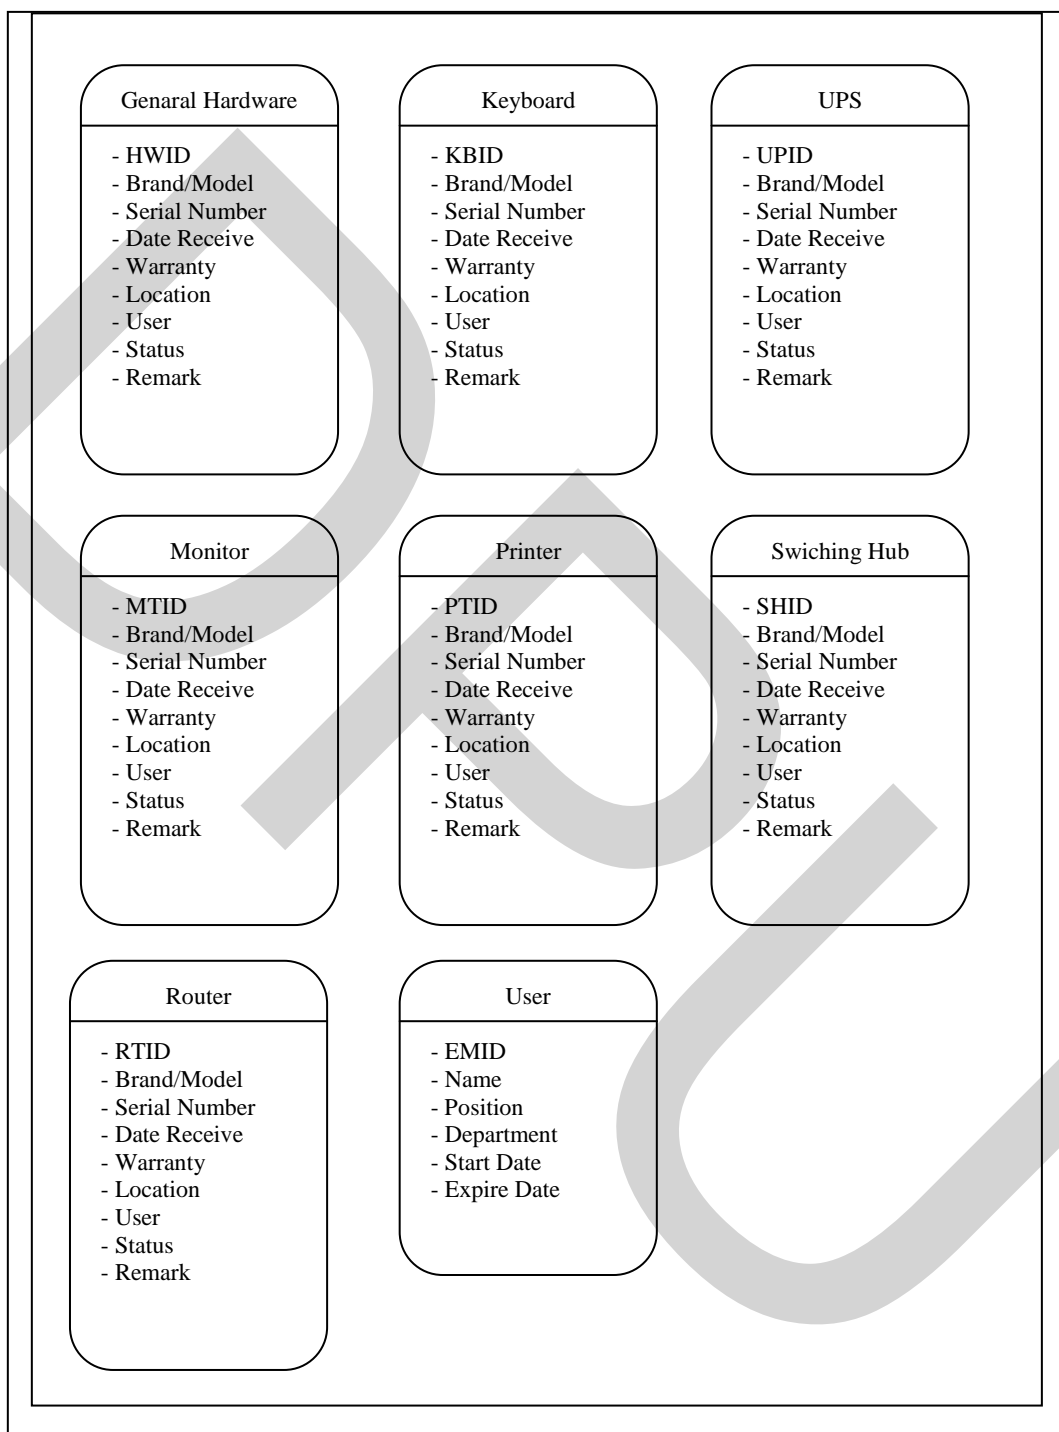 Genaral Hardware
- HWID
- Brand/Model
- Serial Number
- Date Receive
- Warranty
- Location
- User
- Status
- Remark
Keyboard
- KBID
- Brand/Model
- Serial Number
- Date Receive
- Warranty
- Location
- User
- Status
- Remark
UPS
- UPID
- Brand/Model
- Serial Number
- Date Receive
- Warranty
- Location
- User
- Status
- Remark
Monitor
- MTID
- Brand/Model
- Serial Number
- Date Receive
- Warranty
- Location
- User
- Status
- Remark
Printer
- PTID
- Brand/Model
- Serial Number
- Date Receive
- Warranty
- Location
- User
- Status
- Remark
Swiching Hub
- SHID
- Brand/Model
- Serial Number
- Date Receive
- Warranty
- Location
- User
- Status
- Remark
Router
- RTID
- Brand/Model
- Serial Number
- Date Receive
- Warranty
- Location
- User
- Status
- Remark
User
- EMID
- Name
- Position
- Department
- Start Date
- Expire Date
DPU